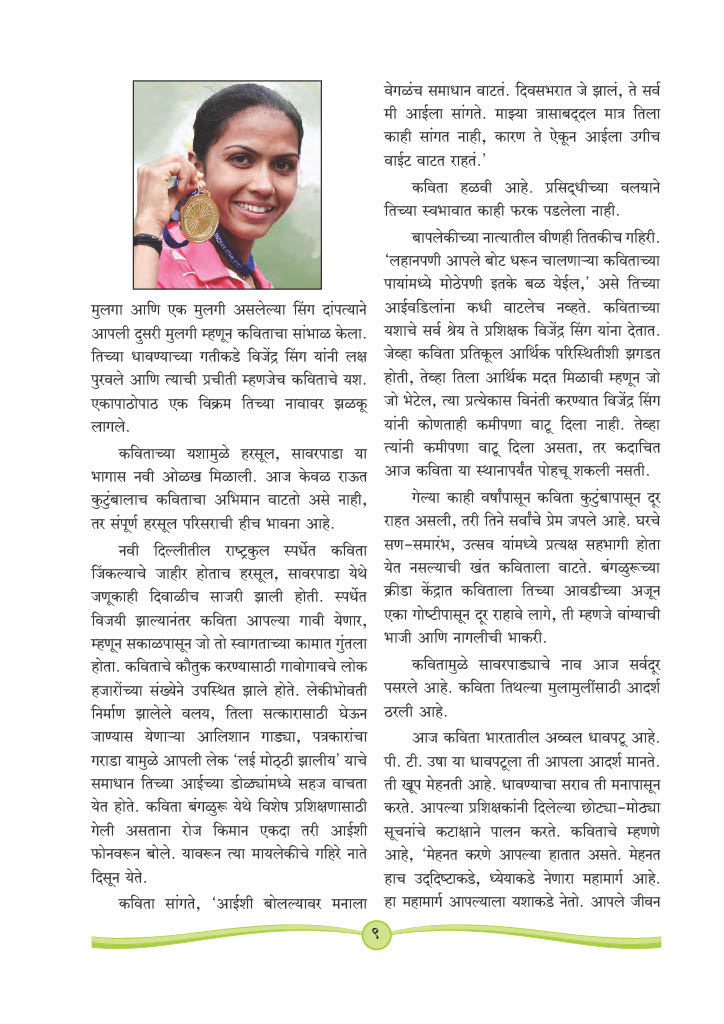 मुलगा आणि एक मुलगी असलेल्या सिंग दांपत्याने
आपली दुसरी मुलगी म्हणून कविताचा सांभाळ केला.
तिच्या धावण्याच्या गतीकडे विजेंद्र सिंग यांनी लक्ष
पुरवले आणि त्याची प्रचीती म्हणजेच कविताचे यश.
एकापाठोपाठ एक विक्रम तिच्या नावावर झळकू
लागले.
कविताच्या यशामुळे हरसूल, सावरपाडा या
भागास नवी ओळख मिळाली. आज केवळ राऊत
कुटुंबालाच कविताचा अभिमान वाटतो असे नाही,
तर संपूर्ण हरसूल परिसराची हीच भावना आहे.
नवी दिल्लीतील राष्ट्रकुल स्पर्धेत कविता
जिंकल्याचे जाहीर होताच हरसूल, सावरपाडा येथे
जणूकाही दिवाळीच साजरी झाली होती. स्पर्धेत
विजयी झाल्यानंतर कविता आपल्या गावी येणार,
म्हणून सकाळपासून जो तो स्वागताच्या कामात गुंतला
होता. कविताचे कौतुक करण्यासाठी गावोगावचे लोक
हजारोंच्या संख्येने उपस्थित झाले होते. लेकीभोवती
निर्माण झालेले वलय, तिला सत्कारासाठी घेऊन
जाण्यास येणाऱ्या आलिशान गाड्या, पत्रकारांचा
गराडा यामुळे आपली लेक ‘लई मोठ्ठी झालीय’ याचे
समाधान तिच्या आईच्या डोळ्यांमध्ये सहज वाचता
येत होते. कविता बंगळुरू येथे विशेष प्रशिक्षणासाठी
गेली असताना रोज किमान एकदा तरी आईशी
फोनवरून बोले. यावरून त्या मायलेकीचे गहिरे नाते
दिसून येते.
कविता सांगते, ‘आईशी बोलल्यावर मनाला
वेगळंच समाधान वाटतं. दिवसभरात जे झालं, ते सर्व
मी आईला सांगते. माझ्या त्रासाबद्‌दल मात्र तिला
काही सांगत नाही, कारण ते ऐकून आईला उगीच
वाईट वाटत राहतं.’
कविता हळवी आहे. प्रसिद्‌धीच्या वलयाने
तिच्या स्वभावात काही फरक पडलेला नाही.
बापलेकीच्या नात्यातील वीणही तितकीच गहिरी.
‘लहानपणी आपले बोट धरून चालणाऱ्या कविताच्या
पायांमध्ये मोठेपणी इतके बळ येईल,’ असे तिच्या
आईवडिलांना कधी वाटलेच नव्हते. कविताच्या
यशाचे सर्व श्रेय ते प्रशिक्षक विजेंद्र सिंग यांना देतात.
जेव्हा कविता प्रतिकूल आर्थिक परिस्थितीशी झगडत
होती, तेव्हा तिला आर्थिक मदत मिळावी म्हणून जो
जो भेटेल, त्या प्रत्येकास विनंती करण्यात विजेंद्र सिंग
यांनी कोणताही कमीपणा वाटू दिला नाही. तेव्हा
त्यांनी कमीपणा वाटू दिला असता, तर कदाचित
आज कविता या स्थानापर्यंत पोहचू शकली नसती.
गेल्या काही वर्षांपासून कविता कुटुंबापासून दूर
राहत असली, तरी तिने सर्वांचे प्रेम जपले आहे. घरचे
सण-समारंभ, उत्सव यांमध्ये प्रत्यक्ष सहभागी होता
येत नसल्याची खंत कविताला वाटते. बंगळुरूच्या
क्रीडा केंद्रात कविताला तिच्या आवडीच्या अजून
एका गोष्टीपासून दूर राहावे लागे, ती म्हणजे वांग्याची
भाजी आणि नागलीची भाकरी.
कवितामुळे सावरपाड्याचे नाव आज सर्वदूर
पसरले आहे. कविता तिथल्या मुलामुलींसाठी आदर्श
ठरली आहे.
आज कविता भारतातील अव्वल धावपटू आहे.
पी. टी. उषा या धावपटूला ती आपला आदर्श मानते.
ती खूप मेहनती आहे. धावण्याचा सराव ती मनापासून
करते. आपल्या प्रशिक्षकांनी दिलेल्या छोट्या-मोठ्या
सूचनांचे कटाक्षाने पालन करते. कविताचे म्हणणे
आहे, ‘मेहनत करणे आपल्या हातात असते. मेहनत
हाच उद्‌दिष्टाकडे, ध्येयाकडे नेणारा महामार्ग आहे.
हा महामार्ग आपल्याला यशाकडे नेतो. आपले जीवन
९